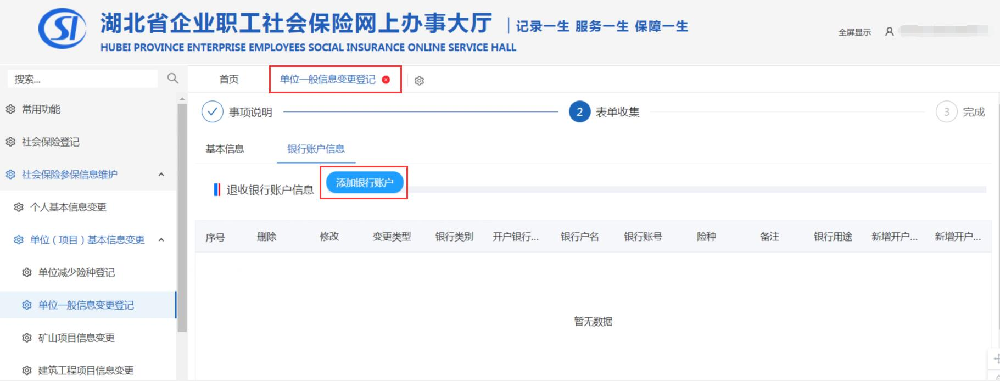 湖北省企业职工社会保险网上办事大厅
记录一生 服务一生 保障一生
HUBEI PROVINCE ENTERPRISE EMPLOYEES SOCIAL INSURANCE ONLINE SERVICE HALL
全屏显示
搜索...
首页
单位一般信息变更登记
常用功能
社会保险登记
社会保险参保信息维护
个人基本信息变更
单位（项目）基本信息变更
单位减少险种登记
单位一般信息变更登记
矿山项目信息变更
建筑工程项目信息变更
事项说明
2 表单收集
3 完成
基本信息
银行账户信息
退收银行账户信息
添加银行账户
序号 删除 修改 变更类型 银行类别 开户银行... 银行户名 银行账号 险种 备注 银行用途 新增开户... 新增开户...
暂无数据